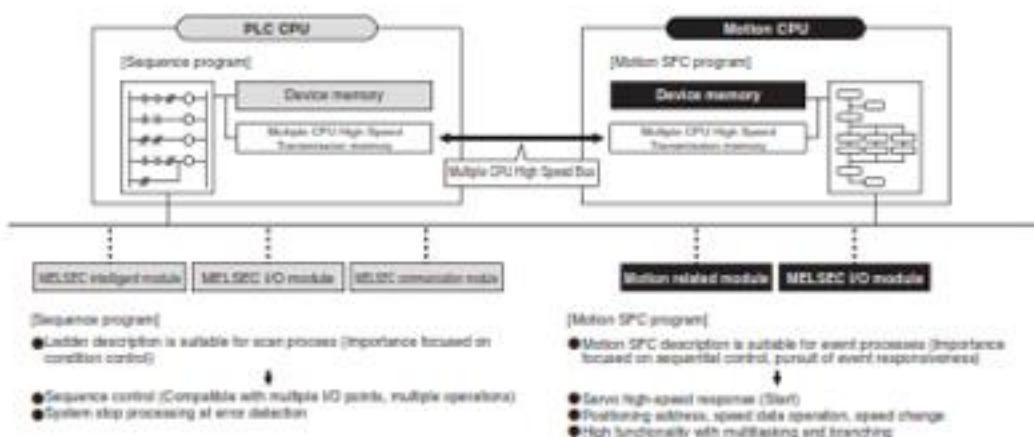 PLC CPU
Motion CPU
[Sequence program]
[Motion SFC program]
Device memory
Device memory
Multiple CPU High Speed
Transmission memory
Multiple CPU High Speed
Transmission memory
Multiple CPU High Speed Bus
MELSEC intelligent module
MELSEC I/O module
MELSEC communication module
Motion related module
MELSEC I/O module
[Sequence program]
●Ladder description is suitable for scan process (Importance focused on
condition control)
●Sequence control (Compatible with multiple I/O points, multiple operations)
●System stop processing at error detection
[Motion SFC program]
●Motion SFC description is suitable for event processes (Importance
focused on sequential control, pursuit of event responsiveness)
●Servo high-speed response (Start)
●Positioning address, speed data operation, speed change
●High functionality with multitasking and branching